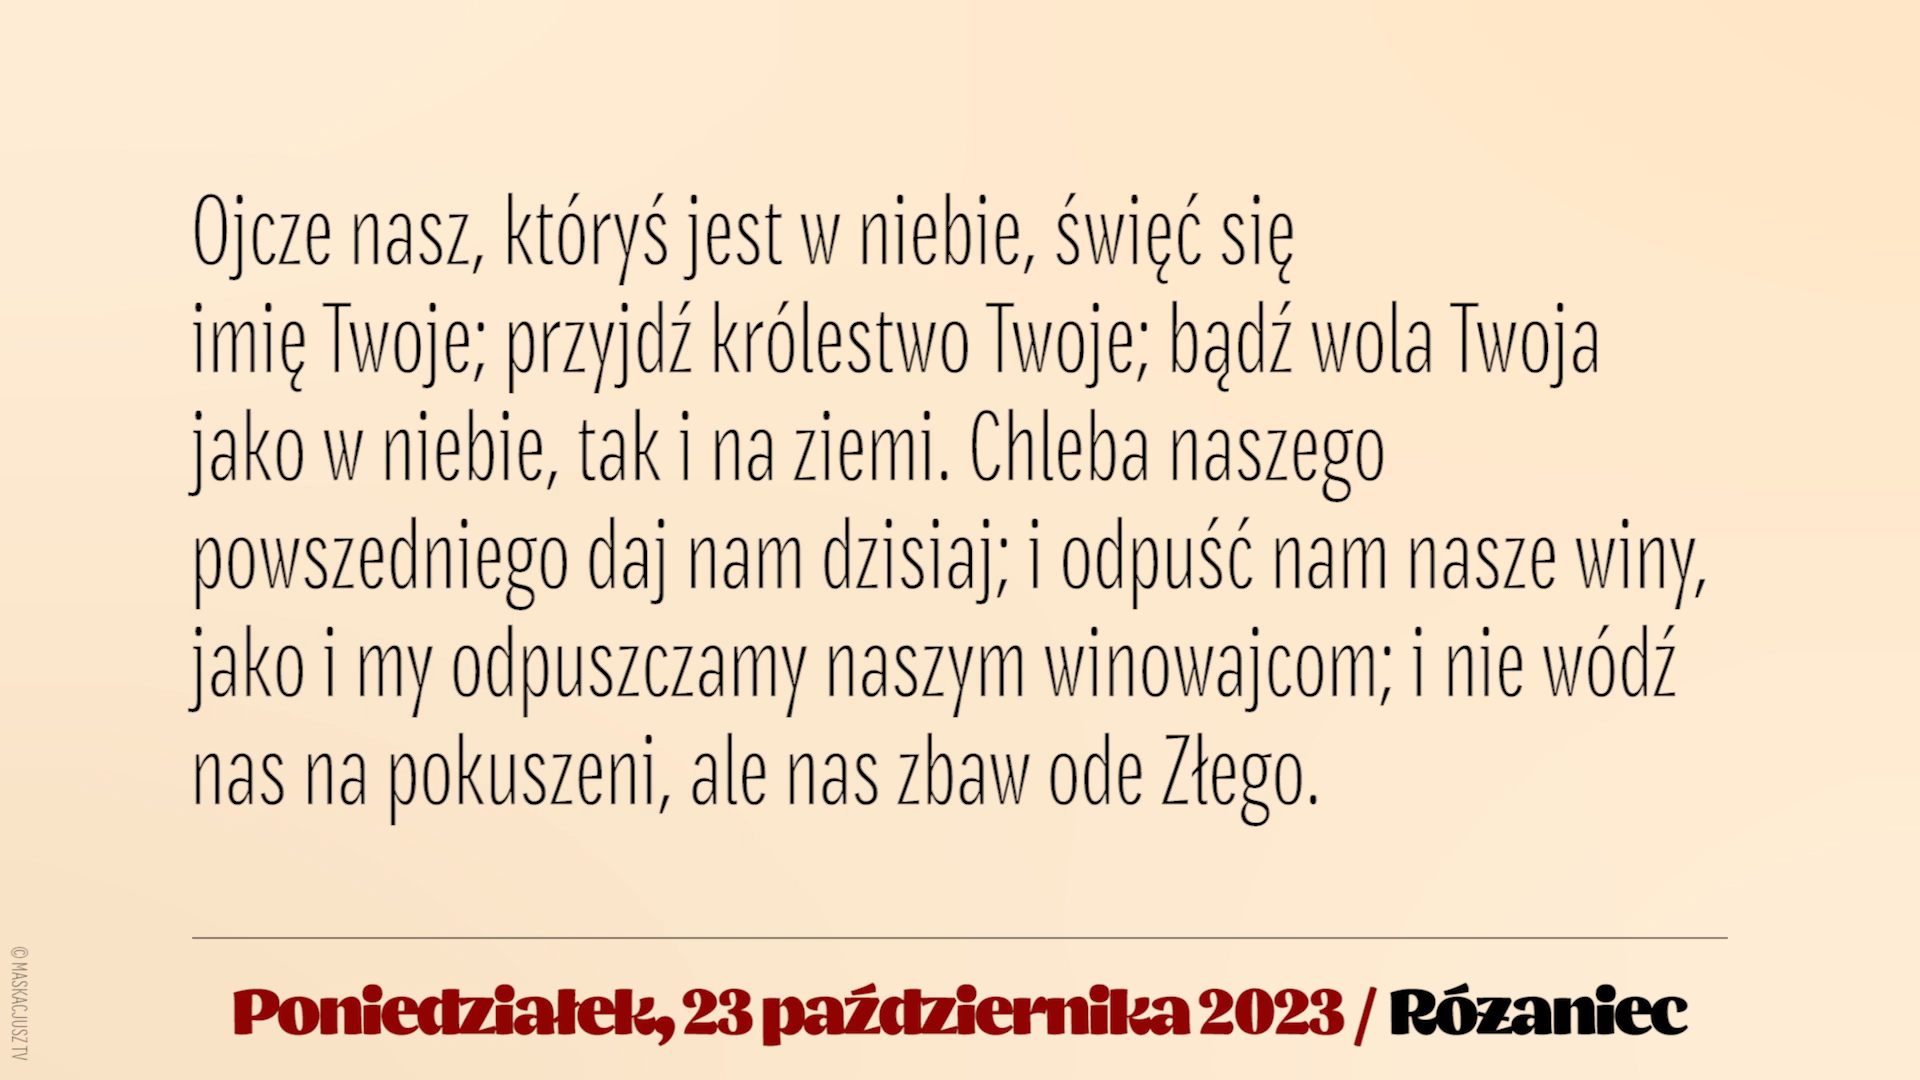 Ojcze nasz, któryś jest w niebie, święć się
imię Twoje; przyjdź królestwo Twoje; bądź wola Twoja
jako w niebie, tak i na ziemi. Chleba naszego
powszedniego daj nam dzisiaj; i odpuść nam nasze winy,
jako i my odpuszczamy naszym winowajcom; i nie wódź
nas na pokuszeni, ale nas zbaw ode Złego.
Poniedziałek, 23 października 2023 / Rózaniec
© MASKACJUSZ TV